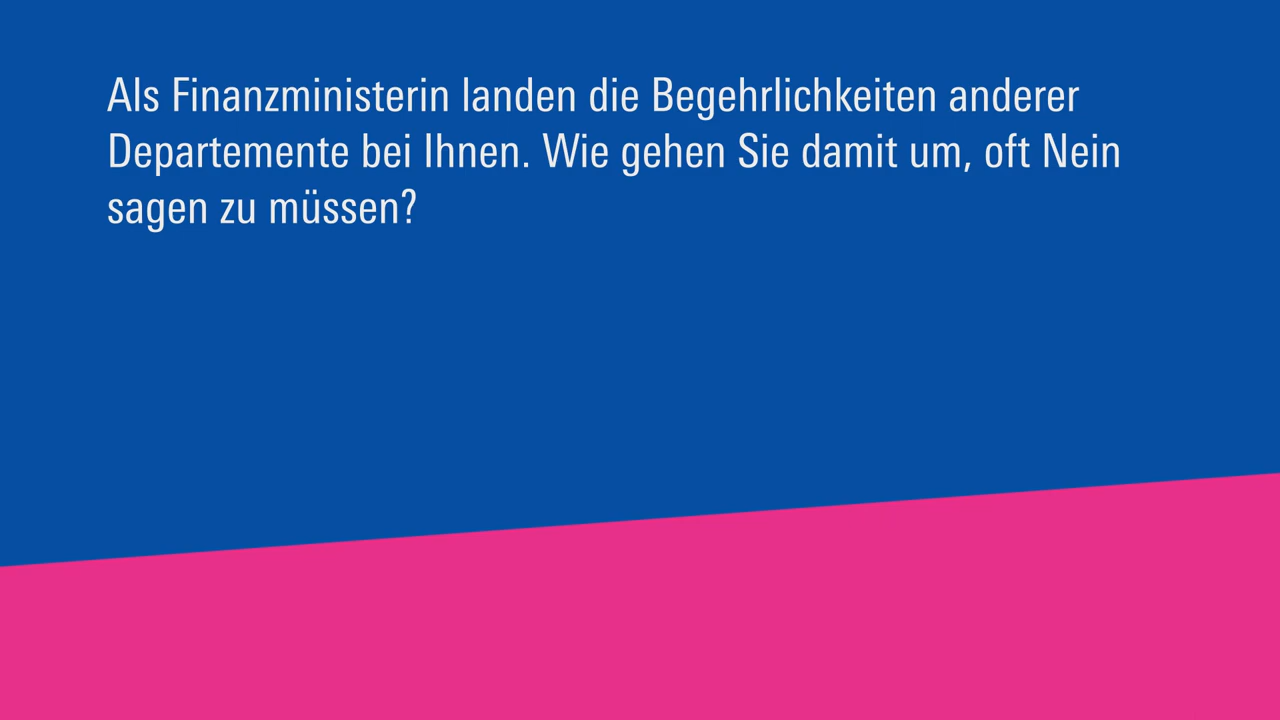 Als Finanzministerin landen die Begehrlichkeiten anderer
Departemente bei Ihnen. Wie gehen Sie damit um, oft Nein
sagen zu müssen?